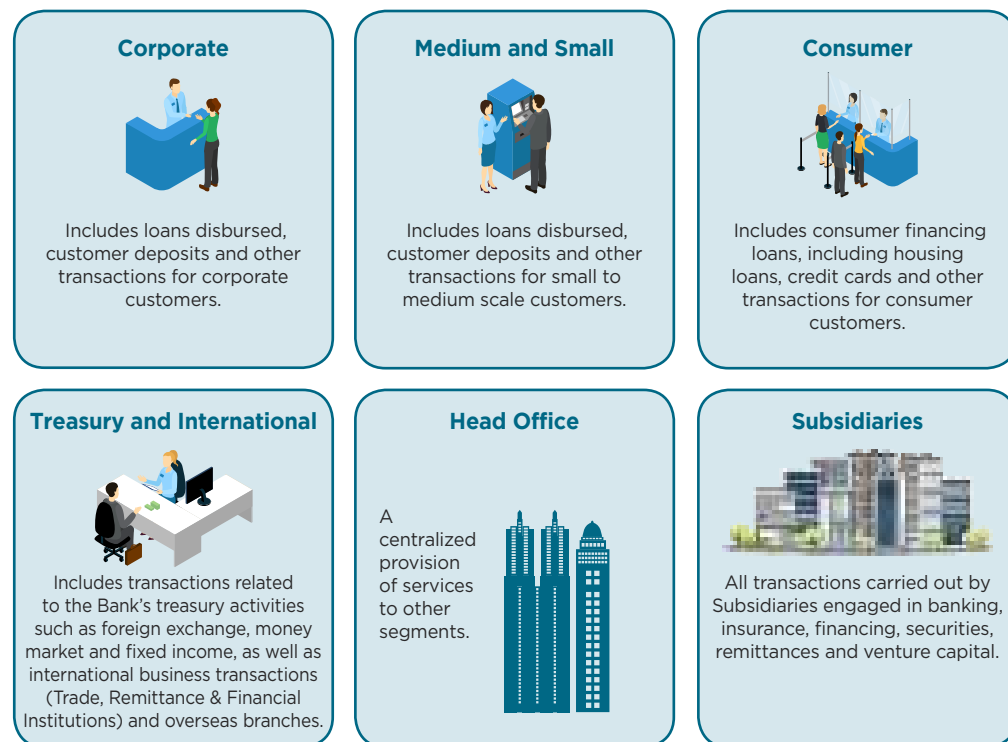 Corporate
Includes loans disbursed,
customer deposits and other
transactions for corporate
customers.
Medium and Small
Includes loans disbursed,
customer deposits and other
transactions for small to
medium scale customers.
Consumer
Includes consumer financing
loans, including housing
loans, credit cards and other
transactions for consumer
customers.
Treasury and International
Includes transactions related
to the Bank's treasury activities
such as foreign exchange, money
market and fixed income, as well as
international business transactions
(Trade, Remittance & Financial
Institutions) and overseas branches.
Head Office
A
centralized
provision
of services
to other
segments.
Subsidiaries
All transactions carried out by
Subsidiaries engaged in banking,
insurance, financing, securities,
remittances and venture capital.